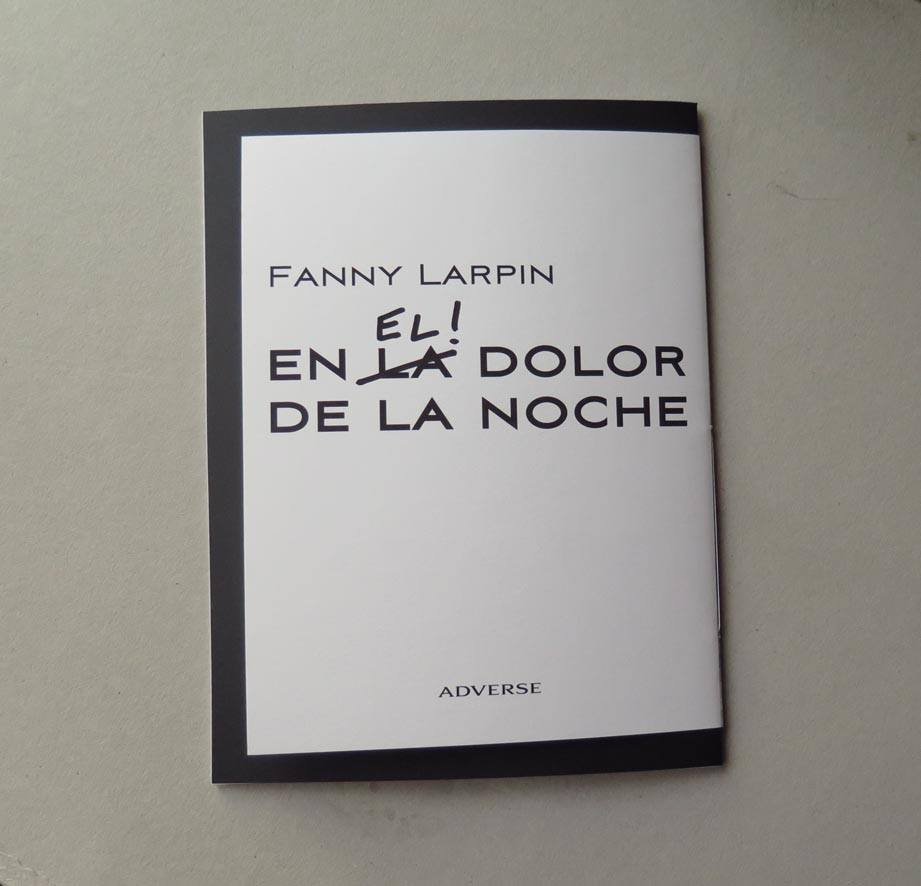 FANNY LARPIN
EL!
EN LA DOLOR
DE LA NOCHE
ADVERSE